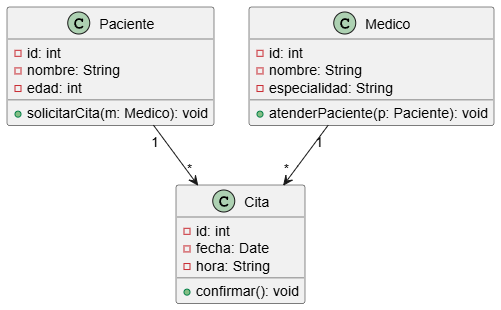 C Paciente
id: int
nombre: String
edad: int
solicitarCita(m: Medico): void
C Medico
id: int
nombre: String
especialidad: String
atenderPaciente(p: Paciente): void
1
*
1
*
C Cita
id: int
fecha: Date
hora: String
confirmar(): void